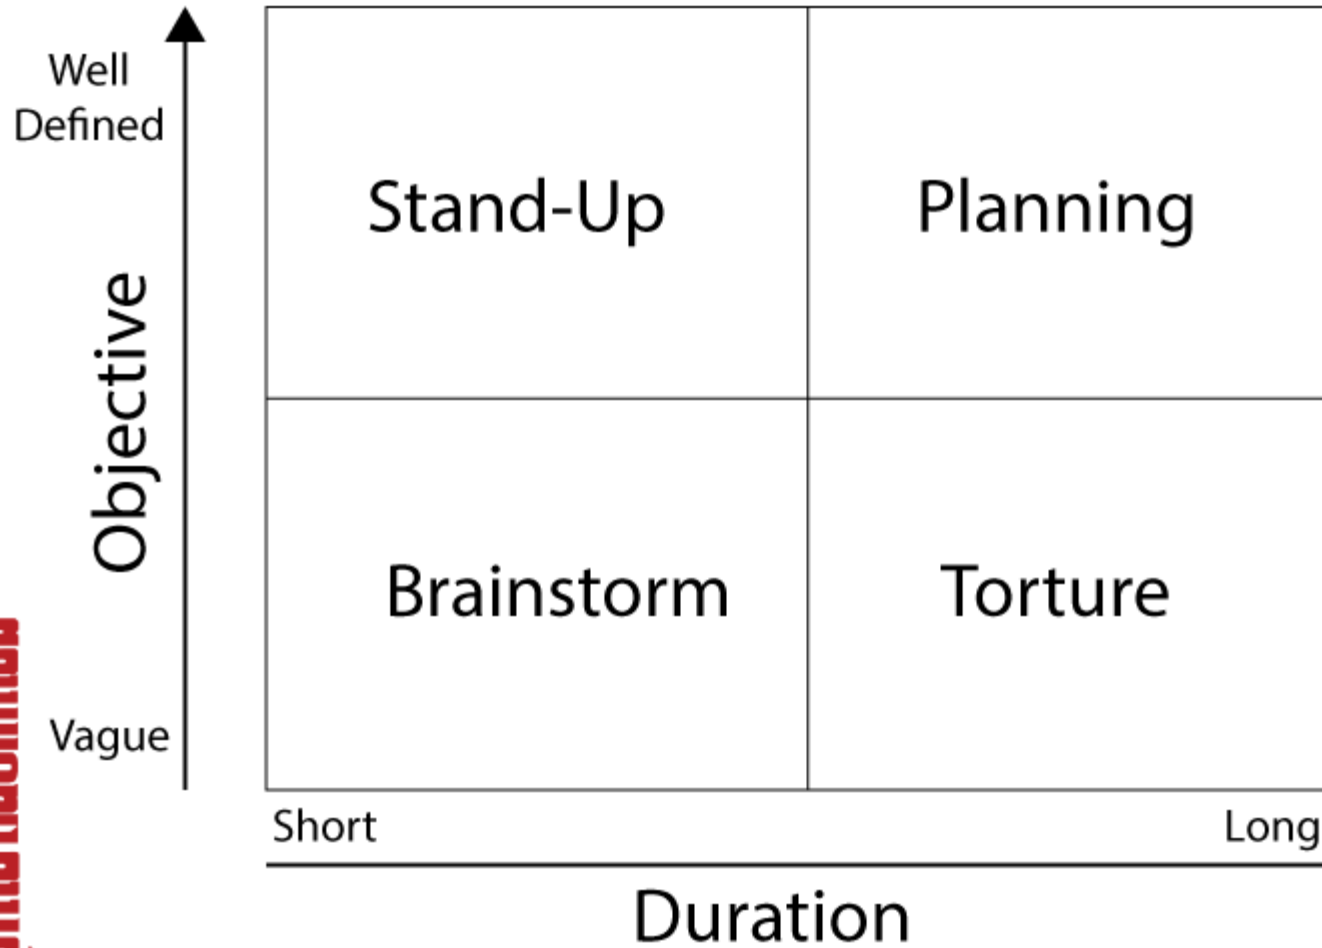 Well
Defined
Stand-Up
Planning
Objective
Brainstorm
Torture
Vague
Short
Long
Duration